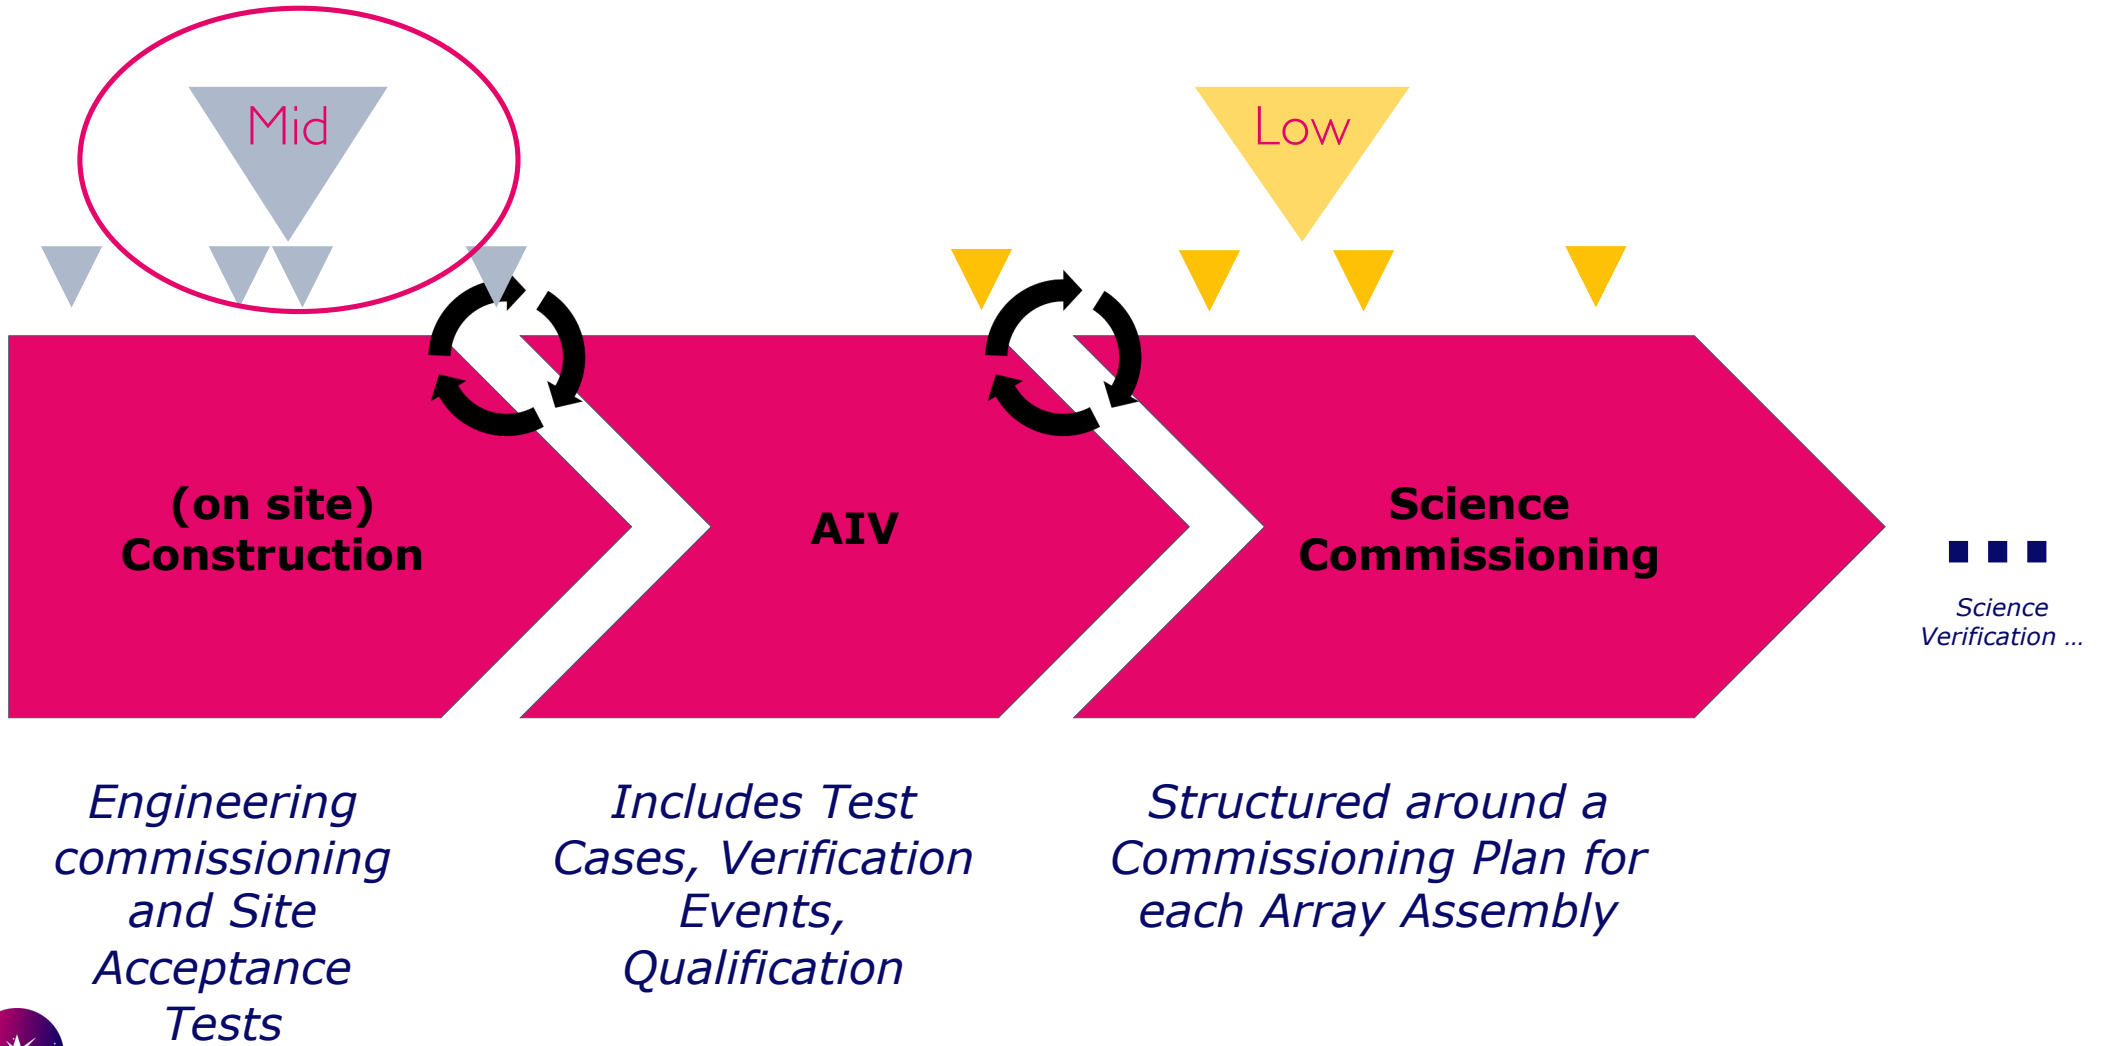 Mid
Low
(on site)
Construction
AIV
Science
Commissioning
Science
Verification ...
Engineering
commissioning
and Site
Acceptance
Tests
Includes Test
Cases, Verification
Events,
Qualification
Structured around a
Commissioning Plan for
each Array Assembly